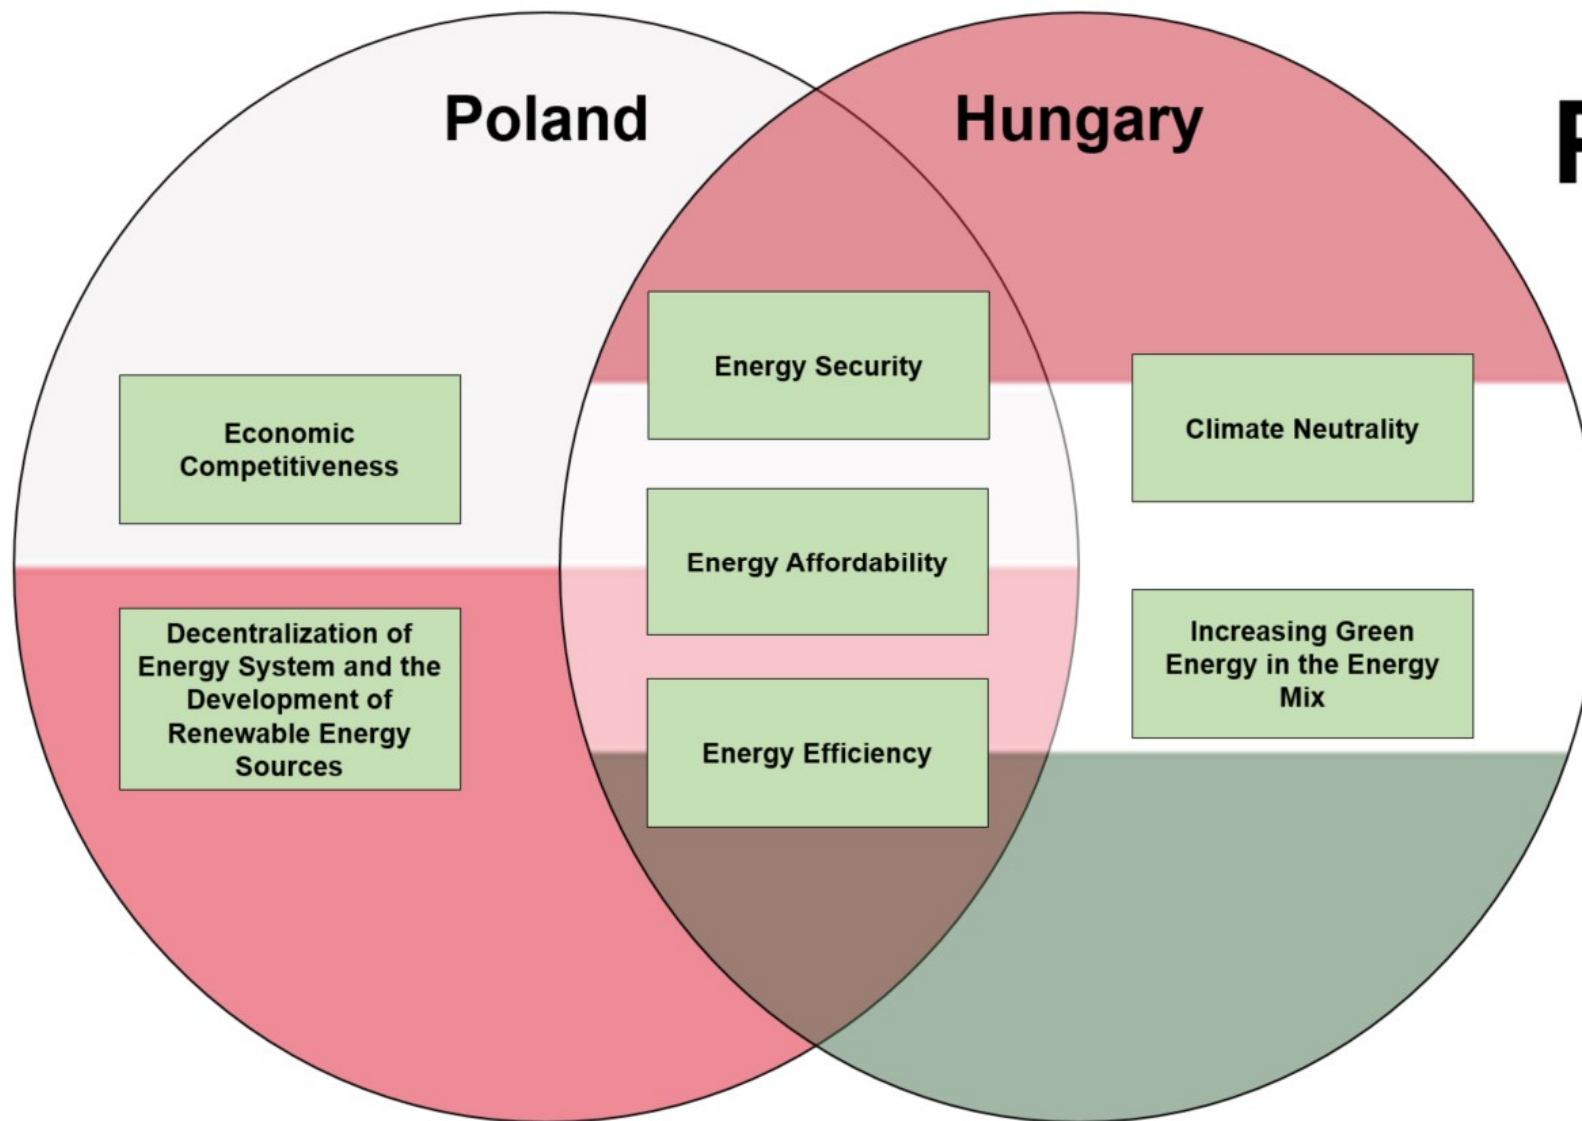 Poland
Hungary
Energy Security
Economic
Competitiveness
Climate Neutrality
Energy Affordability
Decentralization of
Energy System and the
Development of
Renewable Energy
Sources
Increasing Green
Energy in the Energy
Mix
Energy Efficiency